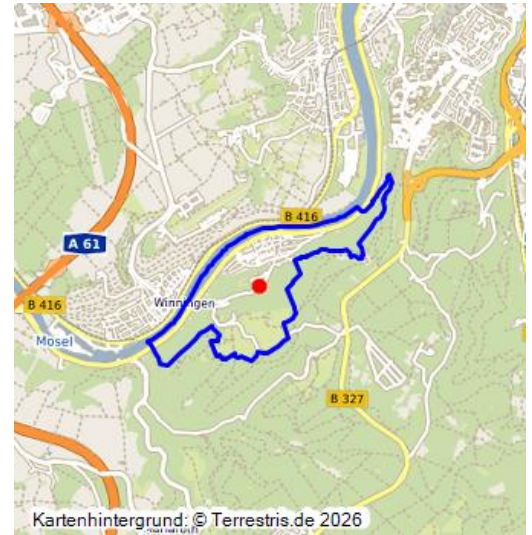 B 416
A 61
B 416
Winningen
Mosel
B 327
Kartenhintergrund: © Terrestris.de 2026